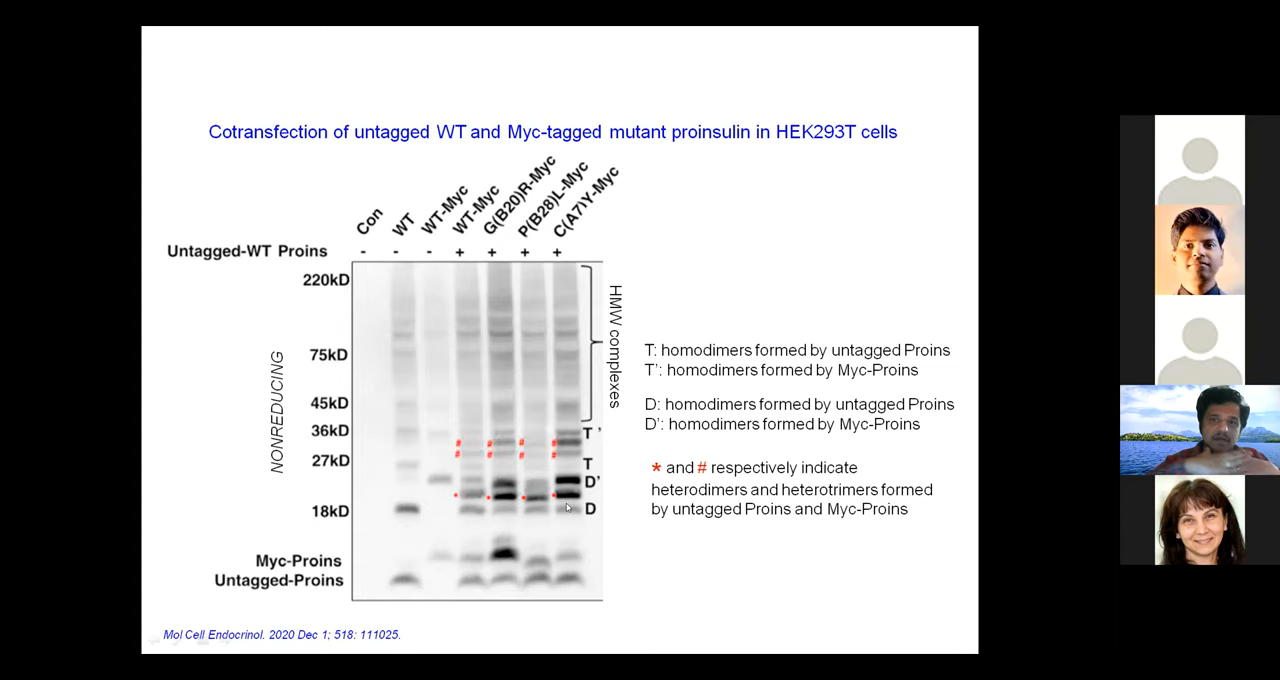 Cotransfection of untagged WT and Myc-tagged mutant proinsulin in HEK293T cells
Con
WT
WT-Myc
WT-Myc
G(B20)R-Myc
P(B28)L-Myc
C(A7)Y-Myc
Untagged-WT Proins - - - + + + +
220kD
75kD
45kD
36kD
27kD
18kD
Myc-Proins
Untagged-Proins
NONREDUCING
HMW complexes
T '
T
D'
D
# # # #
# # # #
* * * *
T: homodimers formed by untagged Proins
T': homodimers formed by Myc-Proins
D: homodimers formed by untagged Proins
D': homodimers formed by Myc-Proins
* and # respectively indicate
heterodimers and heterotrimers formed
by untagged Proins and Myc-Proins
Mol Cell Endocrinol. 2020 Dec 1; 518: 111025.